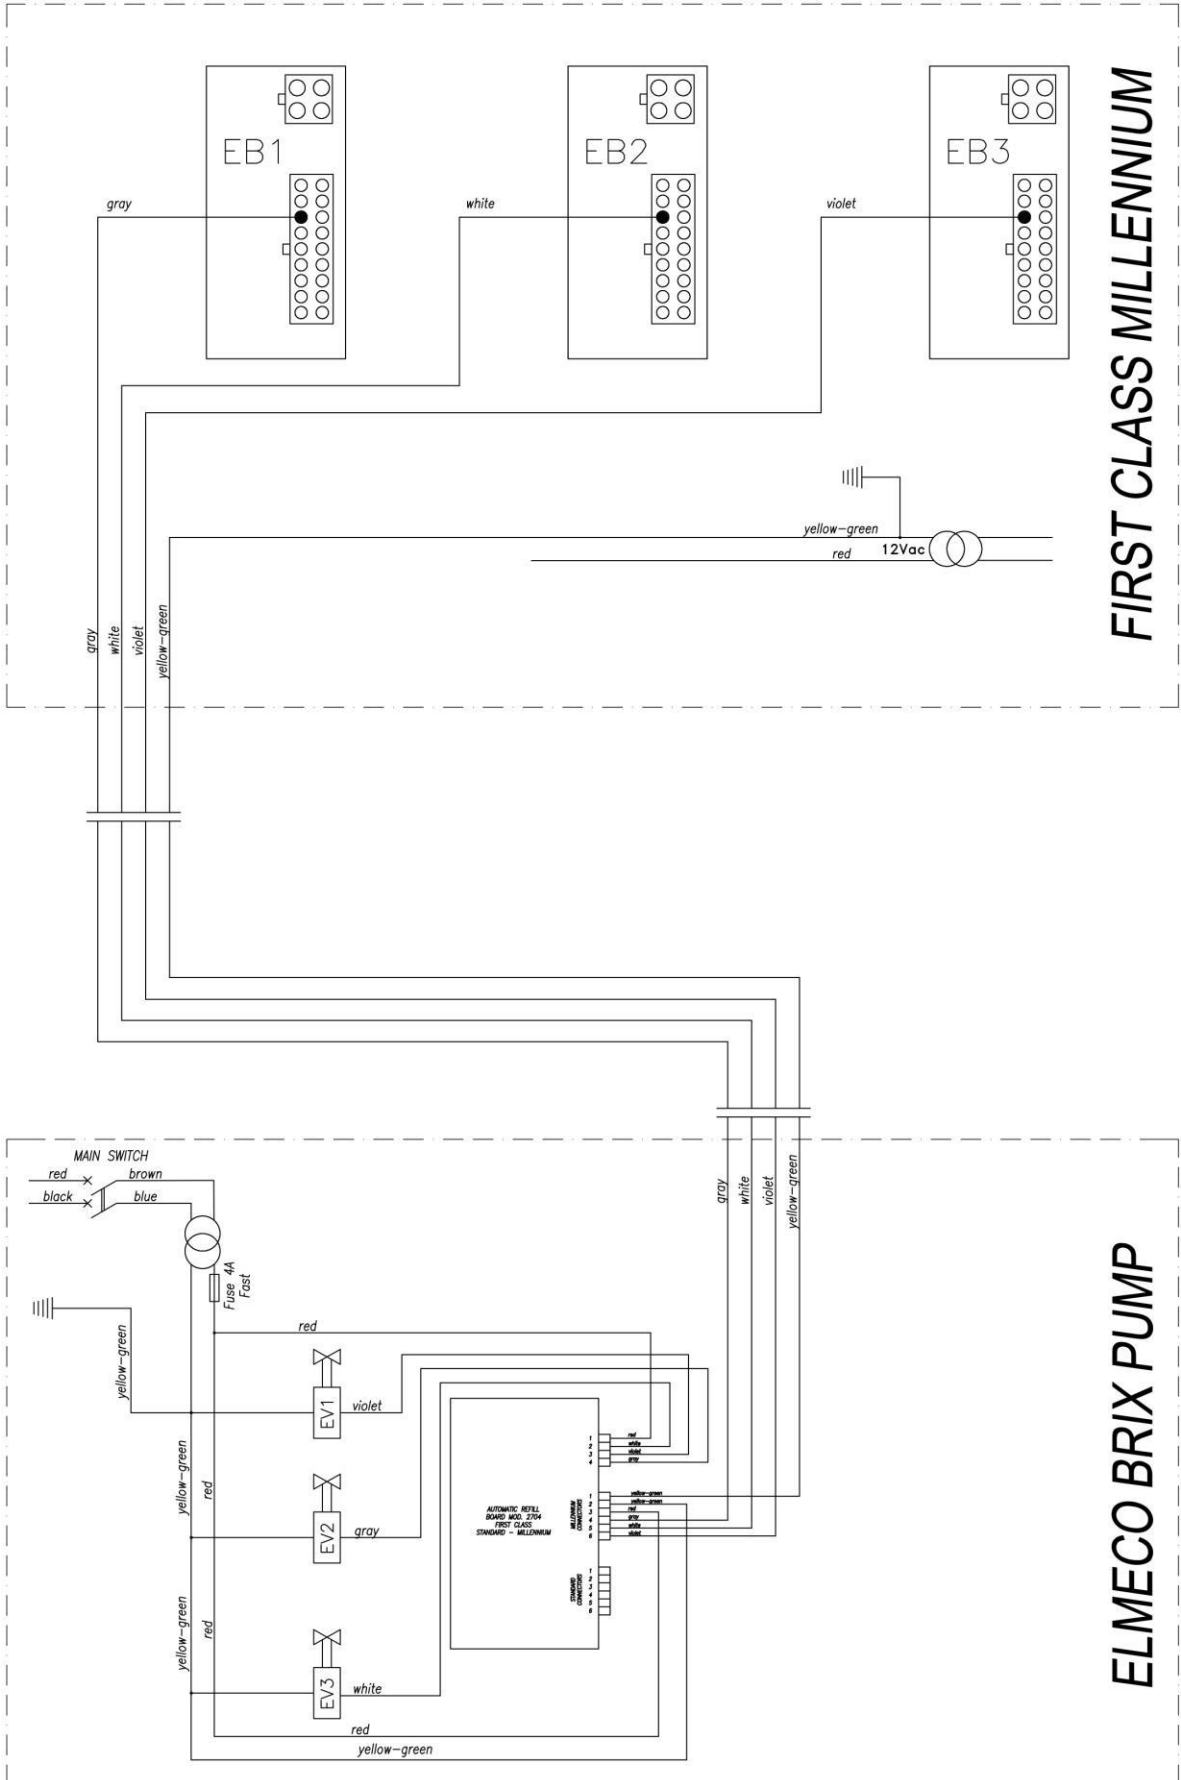 FIRST CLASS MILLENNIUM
EB1
EB2
EB3
gray
white
violet
yellow-green
red
12Vac
gray
white
violet
yellow-green
ELMECO BRIX PUMP
MAIN SWITCH
red
brown
black
blue
Fuse 4A
Fast
gray
white
violet
yellow-green
yellow-green
red
EV1
violet
yellow-green
red
EV2
gray
yellow-green
red
EV3
white
red
yellow-green
AUTOMATIC REFILL
BOARD MOD. 2704
FIRST CLASS
STANDARD - MILLENNIUM
1 red
2 white
3 violet
4 gray
MILLENNIUM
CONNECTORS
1 yellow-green
2 yellow-green
3 red
4 gray
5 white
6 violet
STANDARD
CONNECTORS
1
2
3
4
5
6